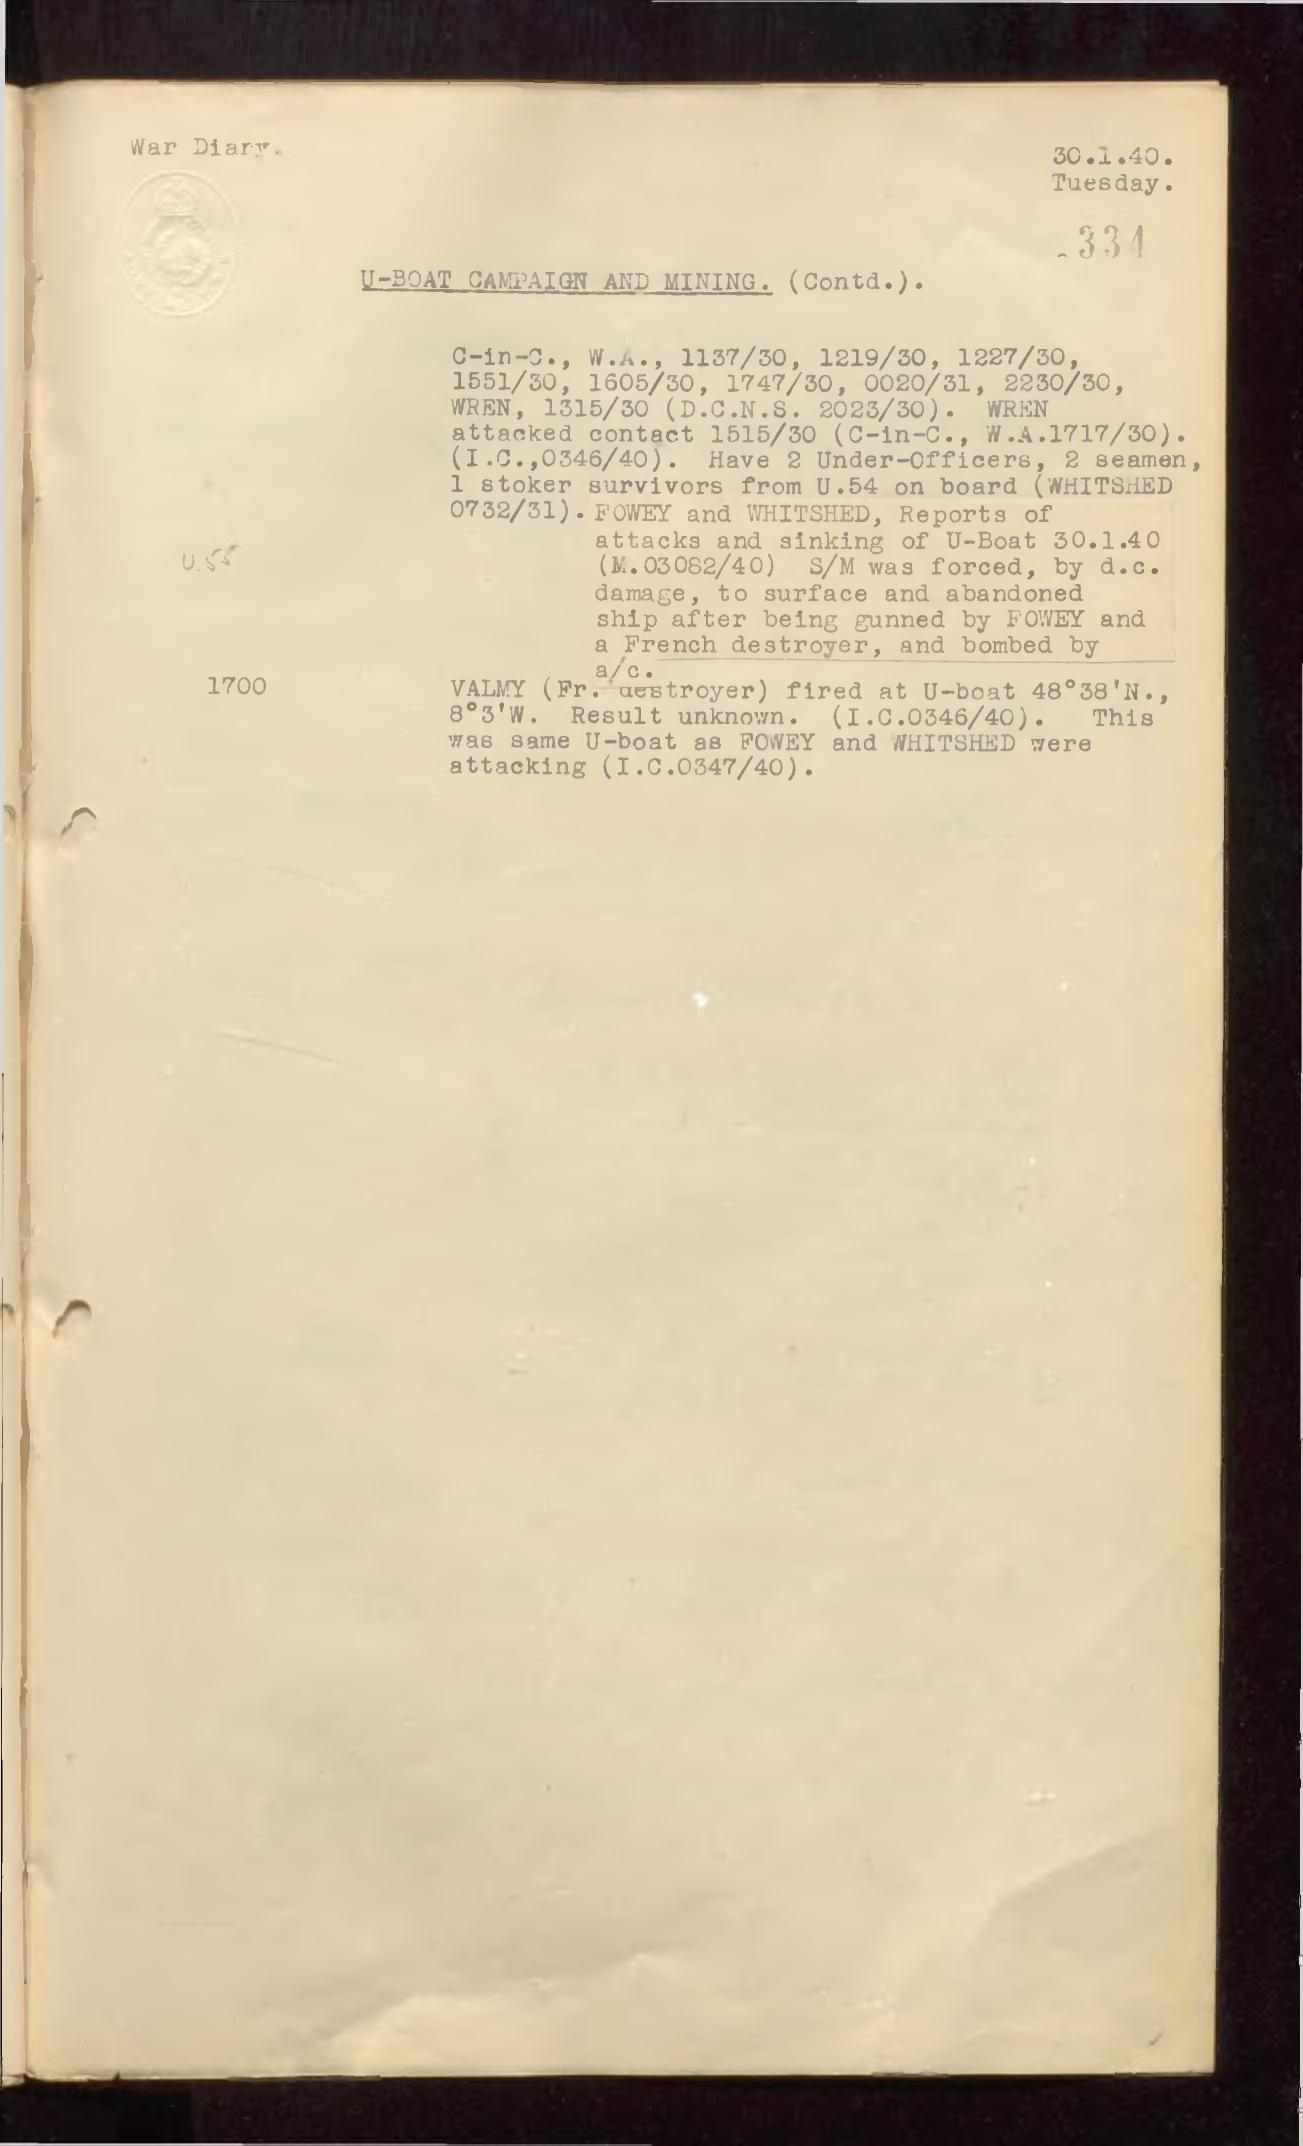 War Diary.
30.1.40.
Tuesday.
334
U-BOAT CAMPAIGN AND MINING. (Contd.).
C-in-C., W.A., 1137/30, 1219/30, 1227/30,
1551/30, 1605/30, 1747/30, 0020/31, 2230/30,
WREN, 1315/30 (D.C.N.S. 2023/30). WREN
attacked contact 1515/30 (C-in-C., W.A.1717/30).
(I.C.,0346/40). Have 2 Under-Officers, 2 seamen,
1 stoker survivors from U.54 on board (WHITSHED
0732/31). FOWEY and WHITSHED, Reports of
attacks and sinking of U-Boat 30.1.40
U.55
(M.03082/40) S/M was forced, by d.c.
damage, to surface and abandoned
ship after being gunned by FOWEY and
a French destroyer, and bombed by
a/c.
1700 VALMY (Fr. destroyer) fired at U-boat 48°38'N.,
8°3'W. Result unknown. (I.C.0346/40). This
was same U-boat as FOWEY and WHITSHED were
attacking (I.C.0347/40).